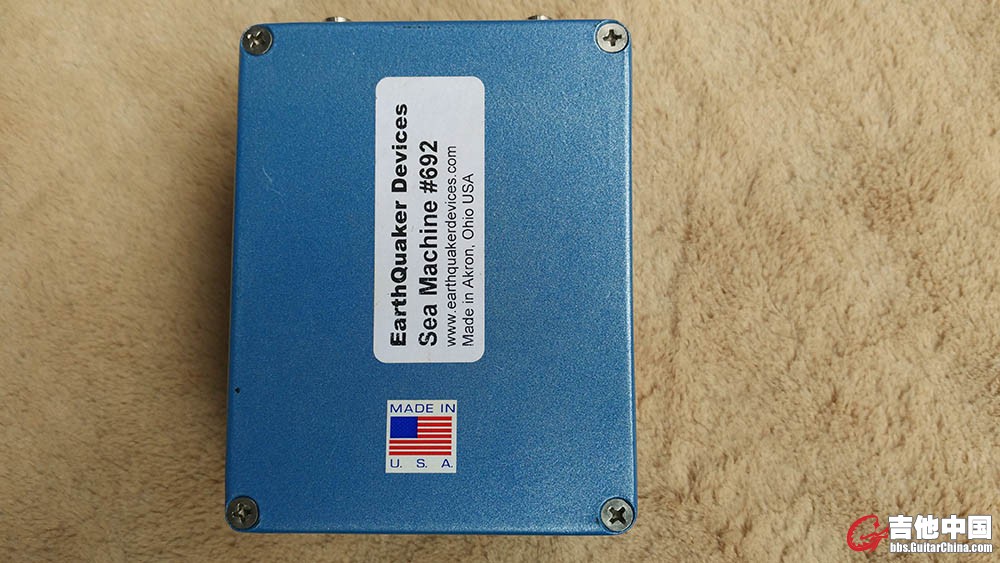 EarthQuaker Devices
Sea Machine #692
www.earthquakerdevices.com
Made in Akron, Ohio USA
MADE IN
U. S. A.
吉他中国
bbs.GuitarChina.com